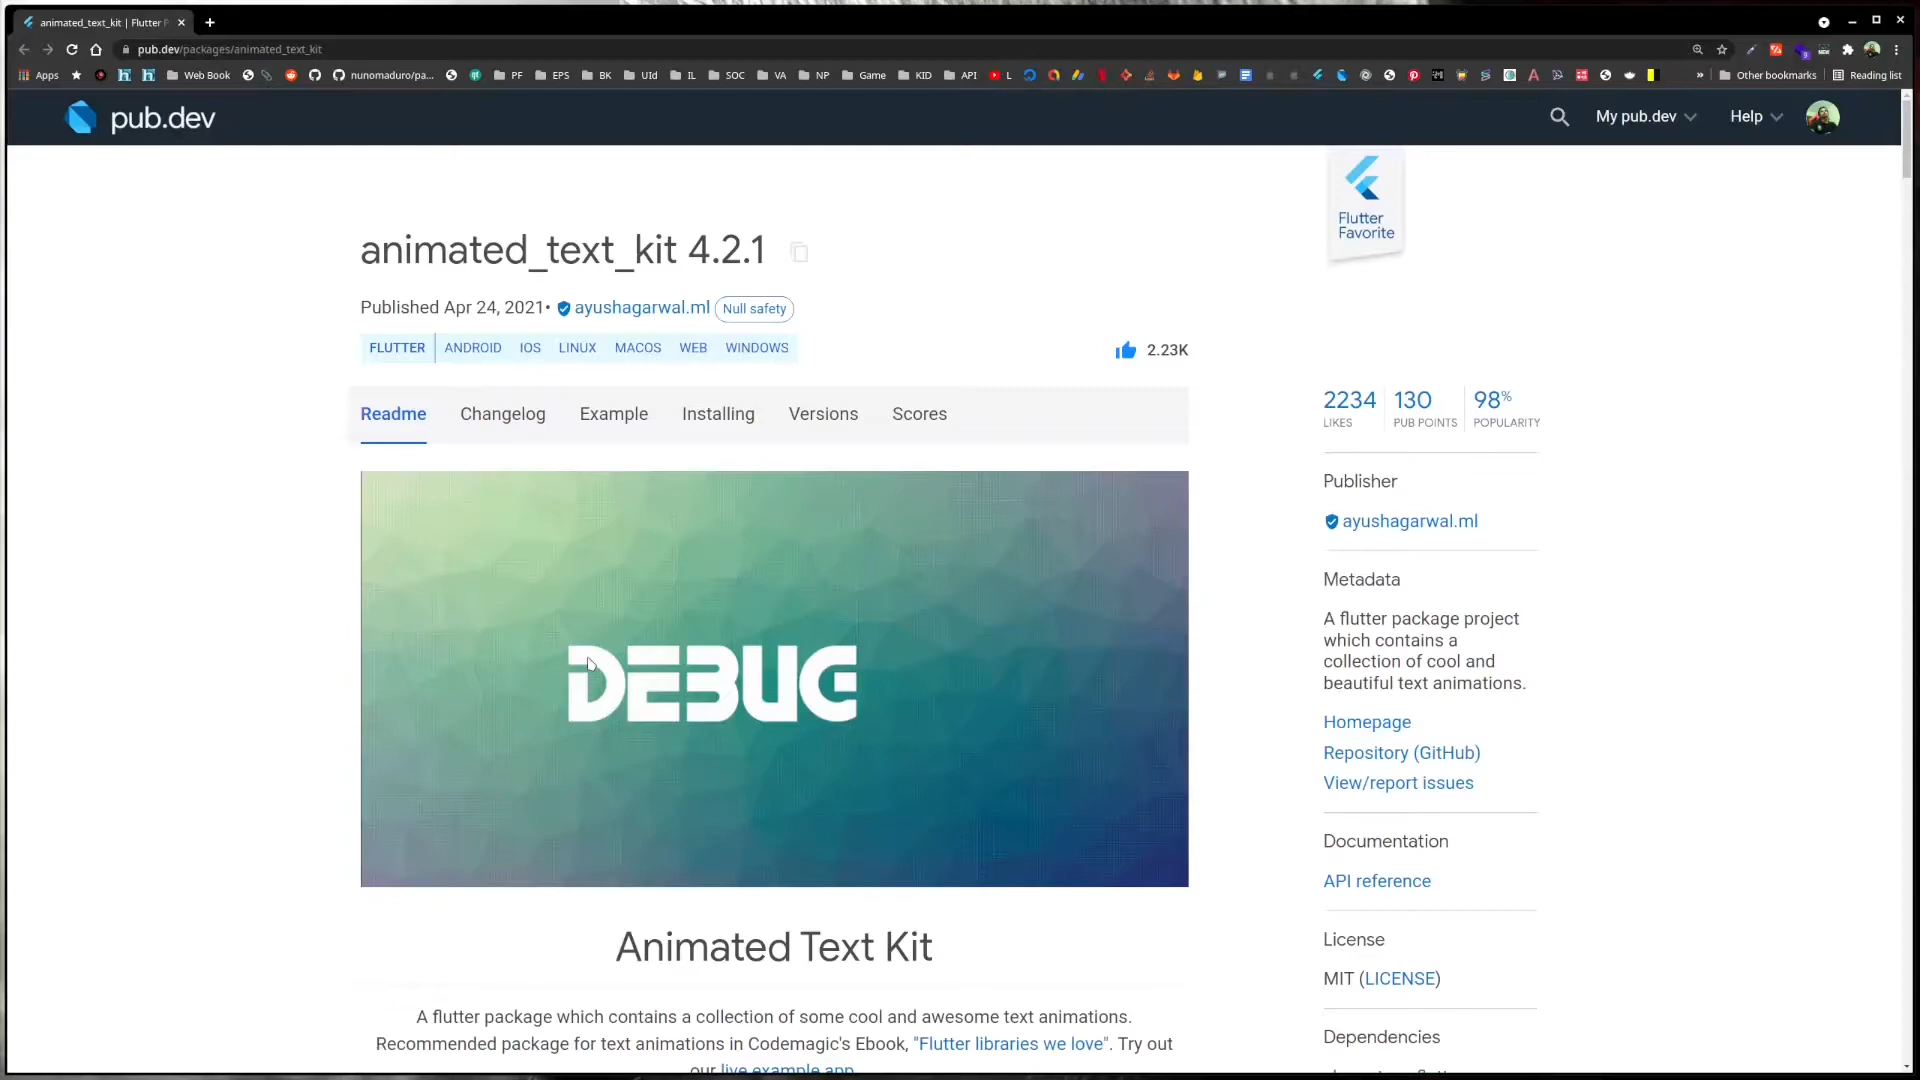 animated_text_kit | Flutter P
pub.dev/packages/animated_text_kit
Apps
Web Book
nunomaduro/pa...
PF
EPS
BK
UId
IL
SOC
VA
NP
Game
KID
API
L
»
Other bookmarks
Reading list
pub.dev
My pub.dev
Help
Flutter
Favorite
animated_text_kit 4.2.1
Published Apr 24, 2021• ayushagarwal.ml Null safety
FLUTTER ANDROID IOS LINUX MACOS WEB WINDOWS
2.23K
Readme Changelog Example Installing Versions Scores
2234 130 98%
LIKES PUB POINTS POPULARITY
DEBUG
Publisher
ayushagarwal.ml
Metadata
A flutter package project
which contains a
collection of cool and
beautiful text animations.
Homepage
Repository (GitHub)
View/report issues
Documentation
API reference
License
MIT (LICENSE)
Dependencies
Animated Text Kit
A flutter package which contains a collection of some cool and awesome text animations.
Recommended package for text animations in Codemagic's Ebook, "Flutter libraries we love". Try out
our live example app.